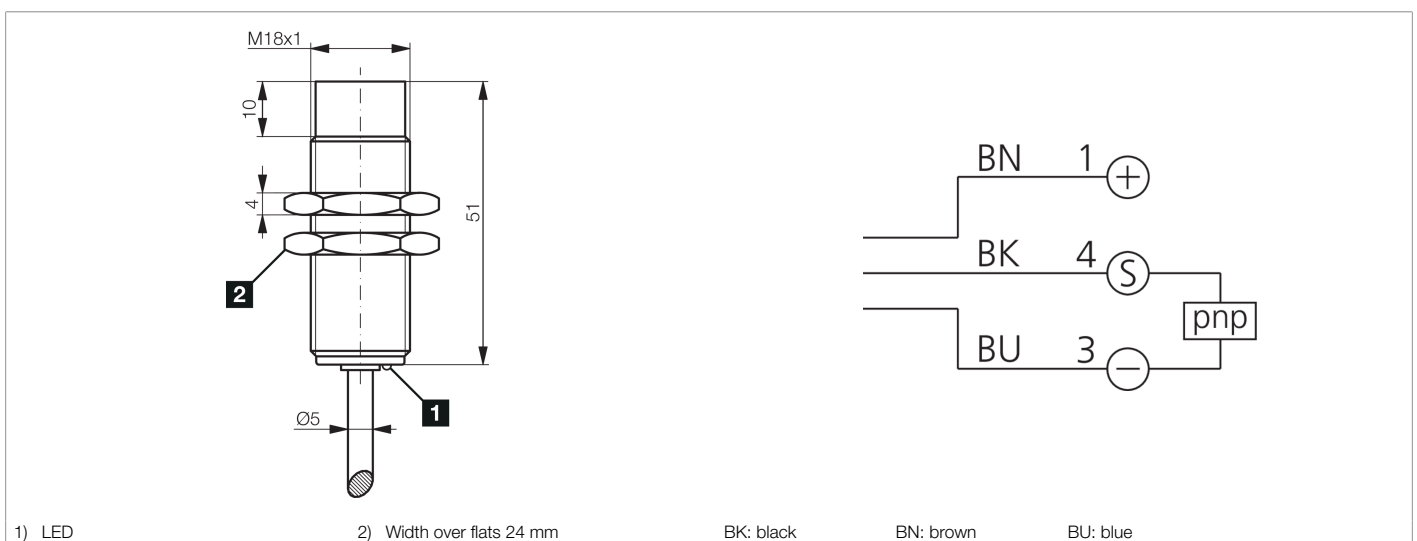 M18x1
10
4
51
2
Ø5
1
BN 1 +
BK 4 S
pnp
BU 3 −
1) LED 2) Width over flats 24 mm BK: black BN: brown BU: blue